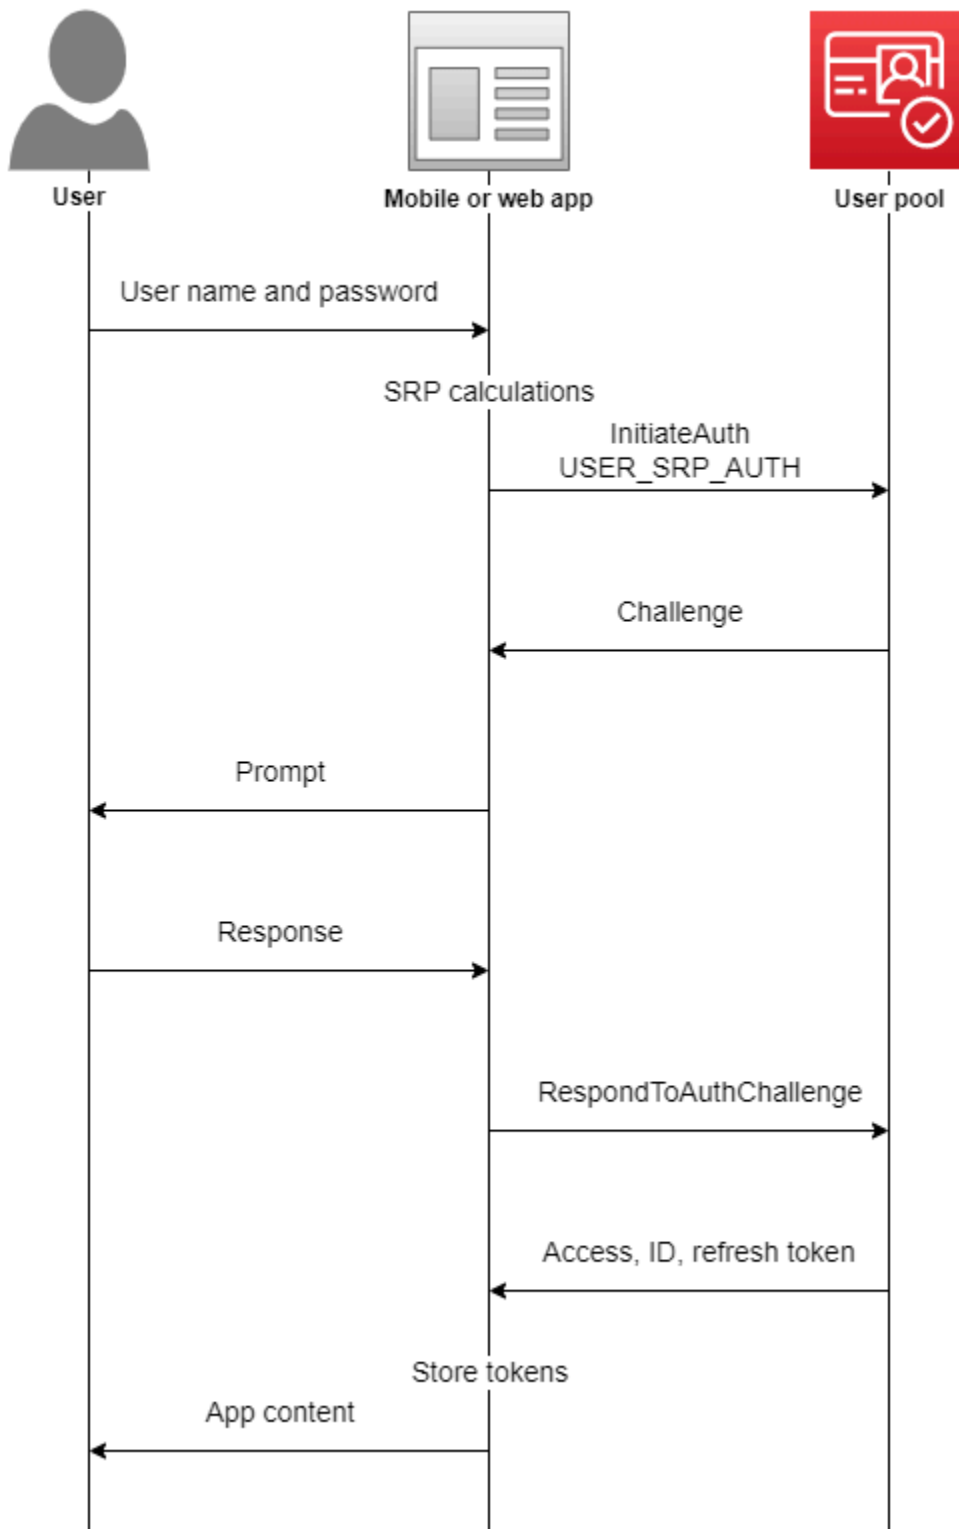 User
Mobile or web app
User pool
User name and password
SRP calculations
InitiateAuth
USER_SRP_AUTH
Challenge
Prompt
Response
RespondToAuthChallenge
Access, ID, refresh token
Store tokens
App content